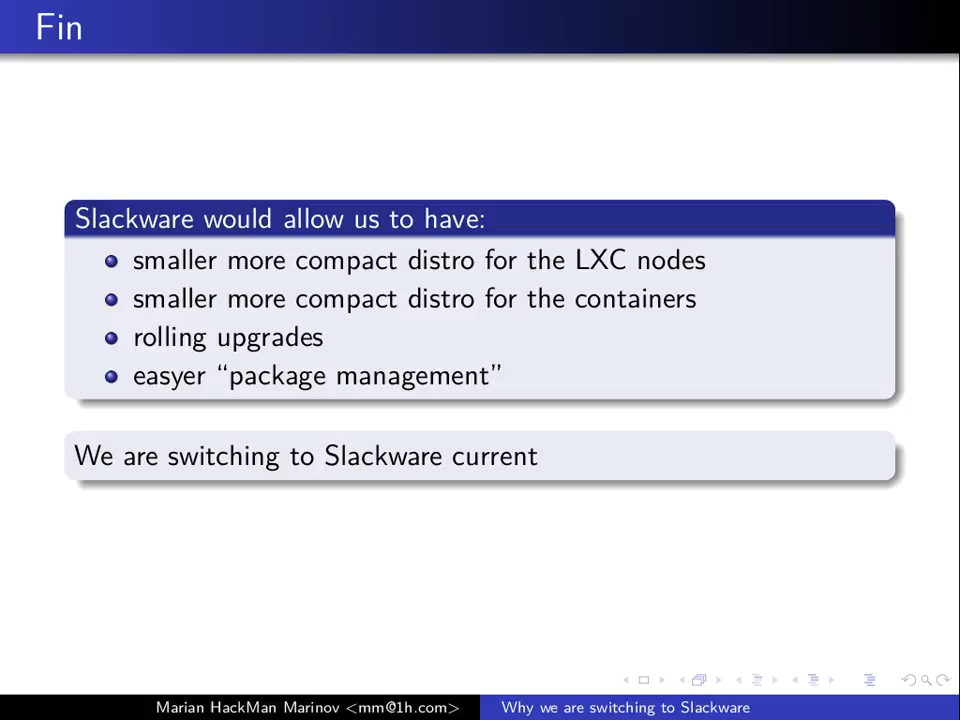 Fin
Slackware would allow us to have:
smaller more compact distro for the LXC nodes
smaller more compact distro for the containers
rolling upgrades
easyer “package management”
We are switching to Slackware current
Marian HackMan Marinov <mm@1h.com>
Why we are switching to Slackware